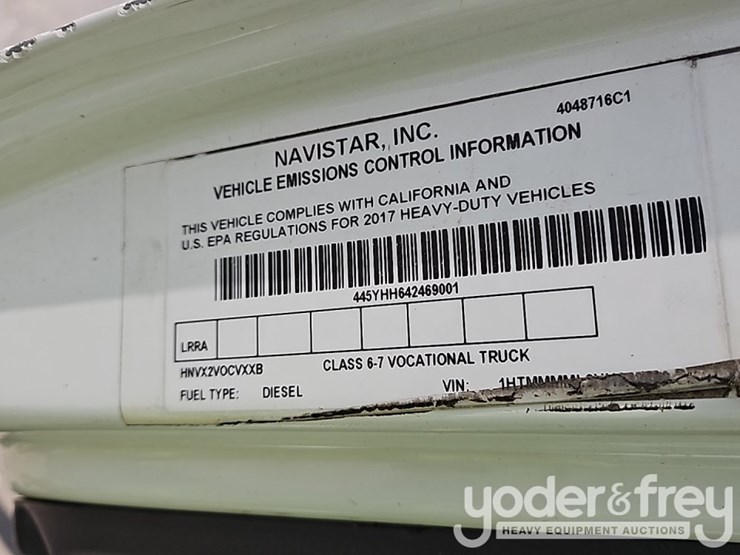 4048716C1
NAVISTAR, INC.
VEHICLE EMISSIONS CONTROL INFORMATION
THIS VEHICLE COMPLIES WITH CALIFORNIA AND
U.S. EPA REGULATIONS FOR 2017 HEAVY-DUTY VEHICLES
445YHH642469001
LRRA
HNVX2VOCVXXB CLASS 6-7 VOCATIONAL TRUCK
FUEL TYPE: DIESEL VIN:
yoder&frey
HEAVY EQUIPMENT AUCTIONS